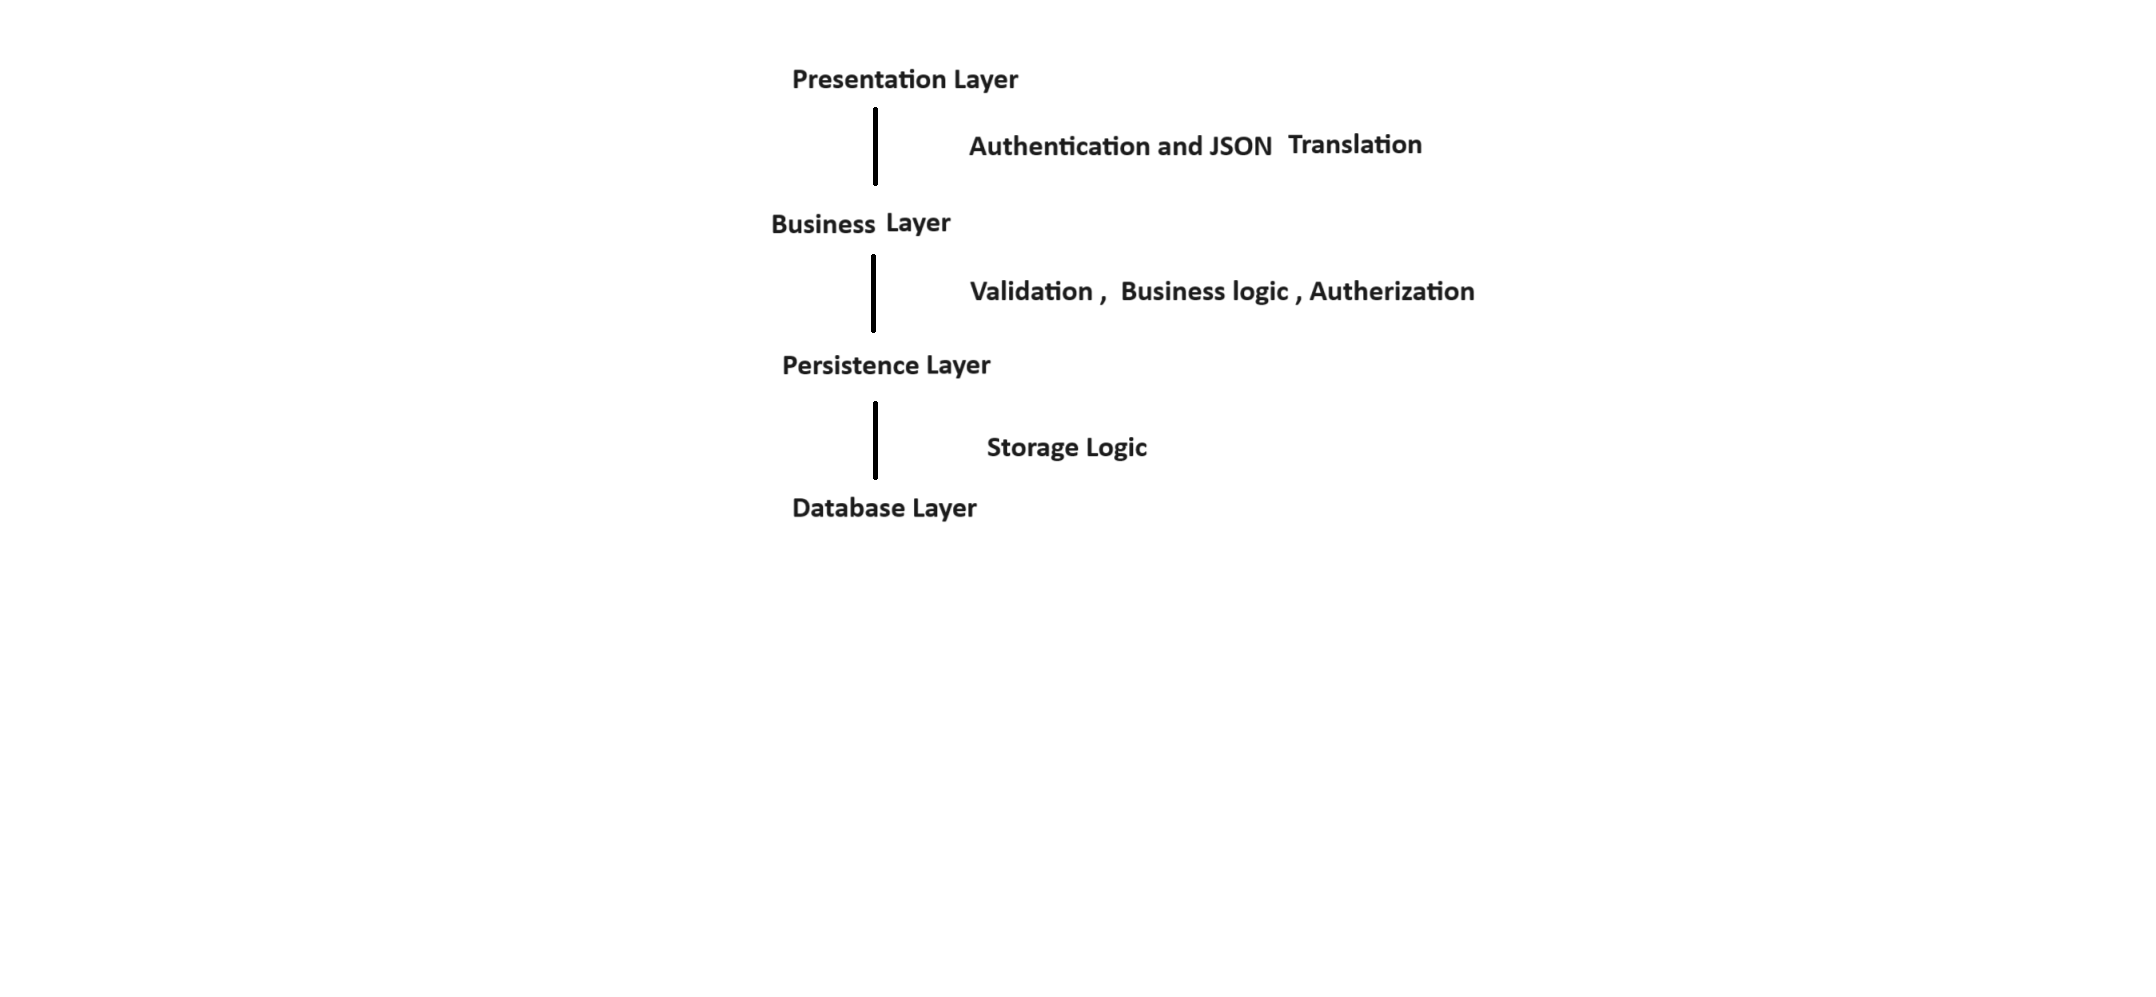 Presentation Layer
Authentication and JSON Translation
Business Layer
Validation , Business logic , Autherization
Persistence Layer
Storage Logic
Database Layer